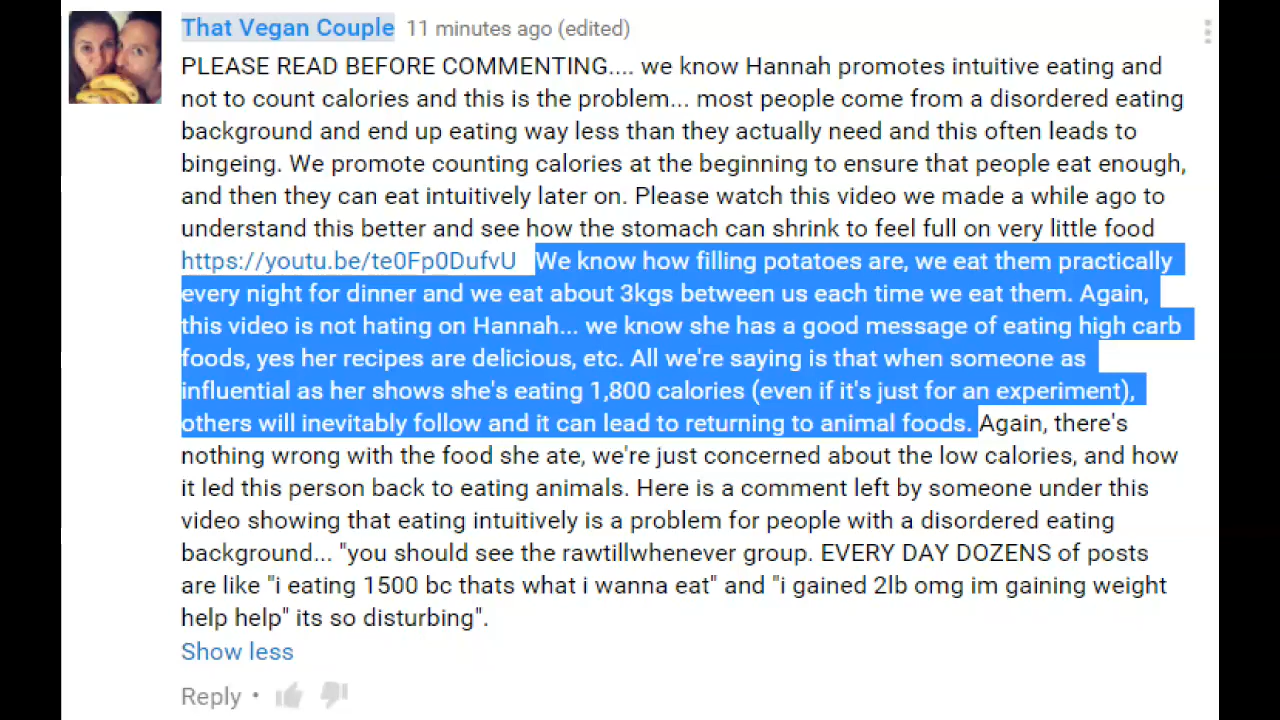 That Vegan Couple 11 minutes ago (edited)
PLEASE READ BEFORE COMMENTING.... we know Hannah promotes intuitive eating and
not to count calories and this is the problem... most people come from a disordered eating
background and end up eating way less than they actually need and this often leads to
bingeing. We promote counting calories at the beginning to ensure that people eat enough,
and then they can eat intuitively later on. Please watch this video we made a while ago to
understand this better and see how the stomach can shrink to feel full on very little food
https://youtu.be/te0Fp0DufvU We know how filling potatoes are, we eat them practically
every night for dinner and we eat about 3kgs between us each time we eat them. Again,
this video is not hating on Hannah... we know she has a good message of eating high carb
foods, yes her recipes are delicious, etc. All we're saying is that when someone as
influential as her shows she's eating 1,800 calories (even if it's just for an experiment),
others will inevitably follow and it can lead to returning to animal foods. Again, there's
nothing wrong with the food she ate, we're just concerned about the low calories, and how
it led this person back to eating animals. Here is a comment left by someone under this
video showing that eating intuitively is a problem for people with a disordered eating
background... "you should see the rawtillwhenever group. EVERY DAY DOZENS of posts
are like "i eating 1500 bc thats what i wanna eat" and "i gained 2lb omg im gaining weight
help help" its so disturbing".
Show less
Reply •